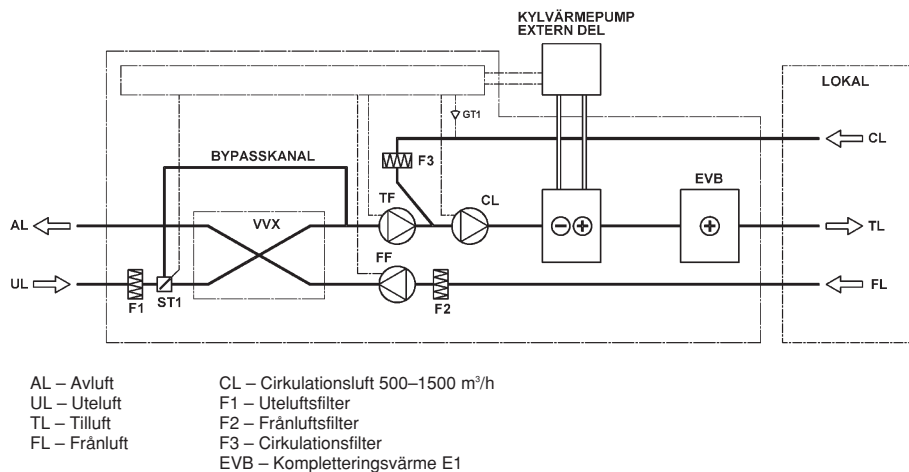 KYLVÄRMEPUMP
EXTERN DEL
LOKAL
GT1
CL
BYPASSKANAL
F3
EVB
TF
CL
AL
VVX
TL
FF
UL
ST1
F1
F2
FL
AL – Avluft
UL – Uteluft
TL – Tilluft
FL – Frånluft
CL – Cirkulationsluft 500–1500 m³/h
F1 – Uteluftsfilter
F2 – Frånluftsfilter
F3 – Cirkulationsfilter
EVB – Kompletteringsvärme E1